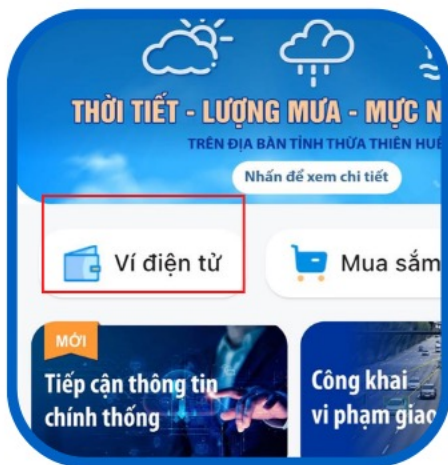 THỜI TIẾT - LƯỢNG MƯA - MỰC N
TRÊN ĐỊA BÀN TỈNH THỪA THIÊN HUẾ
Nhấn để xem chi tiết
Ví điện tử
Mua sắm
MỚI
Tiếp cận thông tin
chính thống
Công khai
vi phạm giao